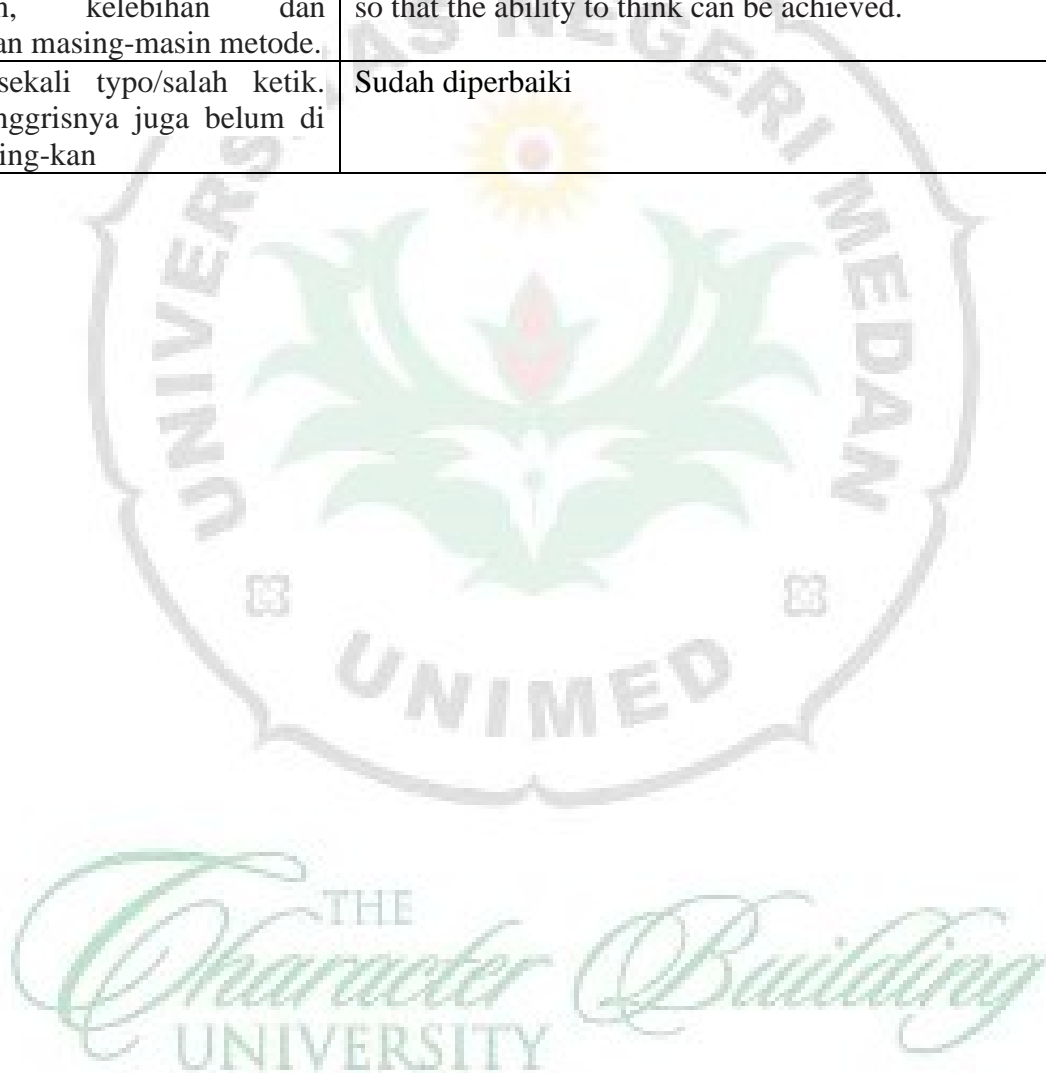 n, kelebihan dan
an masing-masin metode.
so that the ability to think can be achieved.
sekali typo/salah ketik.
nggrisnya juga belum di
ing-kan
Sudah diperbaiki
UNIVERSITAS NEGERI MEDAN
UNIMED
THE
Character Building
UNIVERSITY